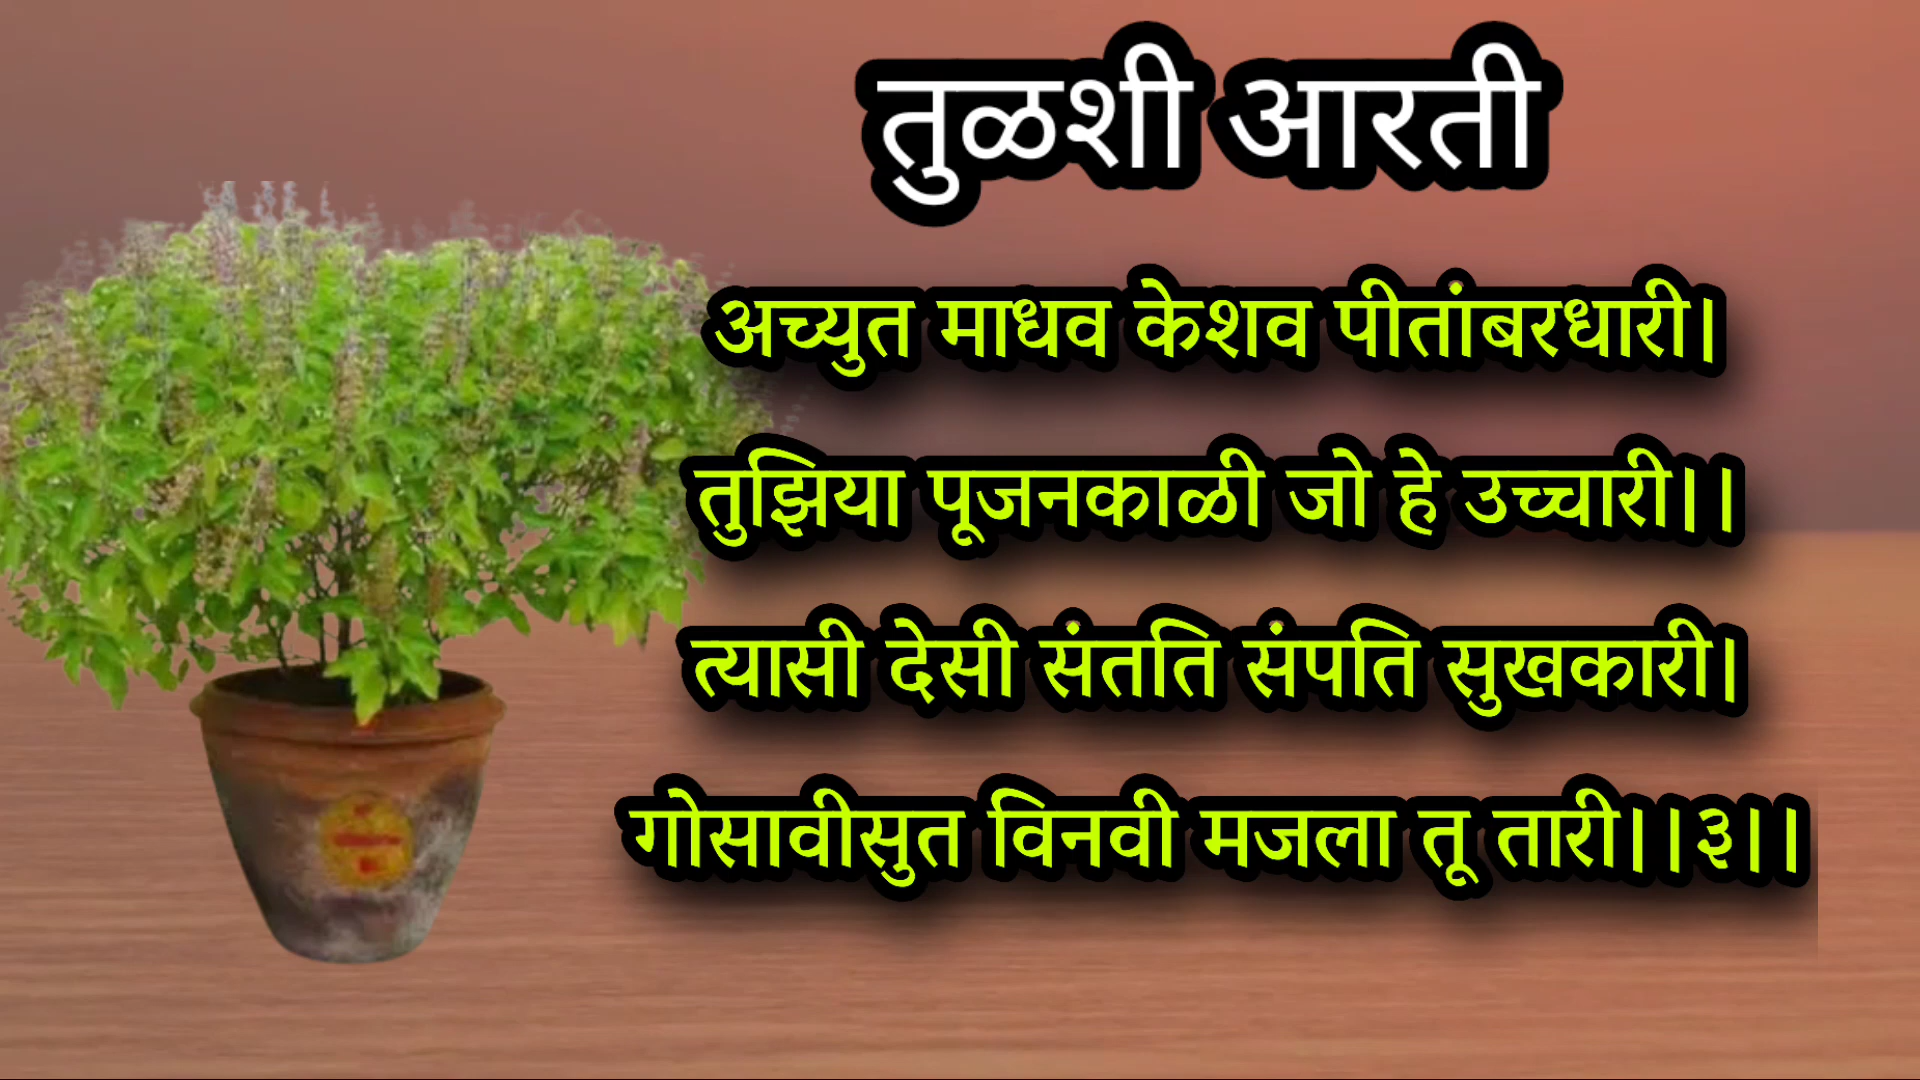 तुळशी आरती
अच्युत माधव केशव पीतांबरधारी।
तुझिया पूजनकाळी जो हे उच्चारी।।
त्यासी देसी संतति संपति सुखकारी।
गोसावीसुत विनवी मजला तू तारी।।३।।